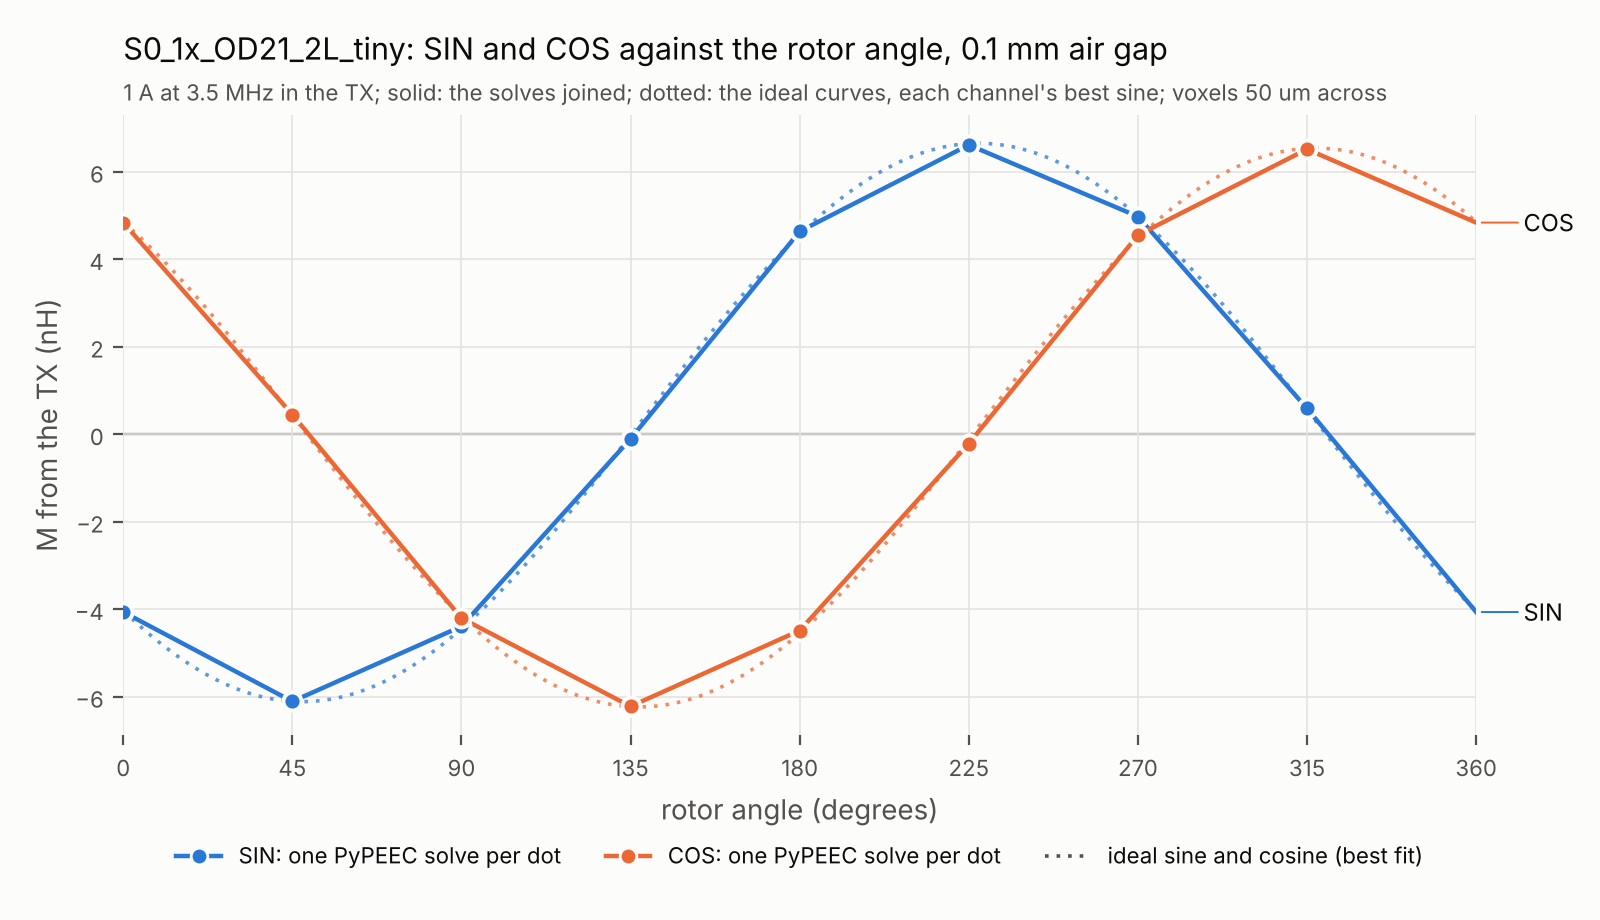 S0_1x_OD21_2L_tiny: SIN and COS against the rotor angle, 0.1 mm air gap
1 A at 3.5 MHz in the TX; solid: the solves joined; dotted: the ideal curves, each channel's best sine; voxels 50 um across
M from the TX (nH)
6
4
2
0
−2
−4
−6
COS
SIN
0 45 90 135 180 225 270 315 360
rotor angle (degrees)
SIN: one PyPEEC solve per dot COS: one PyPEEC solve per dot ideal sine and cosine (best fit)